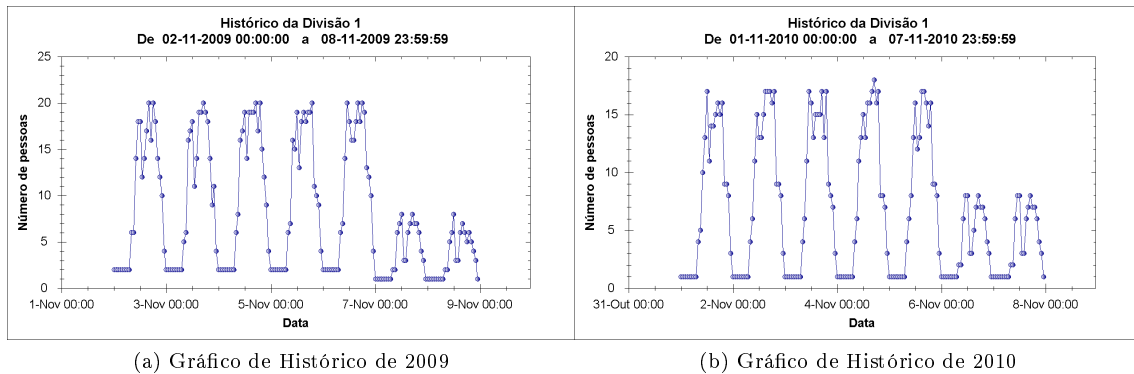 Histórico da Divisão 1
De 02-11-2009 00:00:00 a 08-11-2009 23:59:59
Número de pessoas
25
20
15
10
5
0
1-Nov 00:00 3-Nov 00:00 5-Nov 00:00 7-Nov 00:00 9-Nov 00:00
Data
(a) Gráfico de Histórico de 2009
Histórico da Divisão 1
De 01-11-2010 00:00:00 a 07-11-2010 23:59:59
Número de pessoas
20
15
10
5
0
31-Out 00:00 2-Nov 00:00 4-Nov 00:00 6-Nov 00:00 8-Nov 00:00
Data
(b) Gráfico de Histórico de 2010